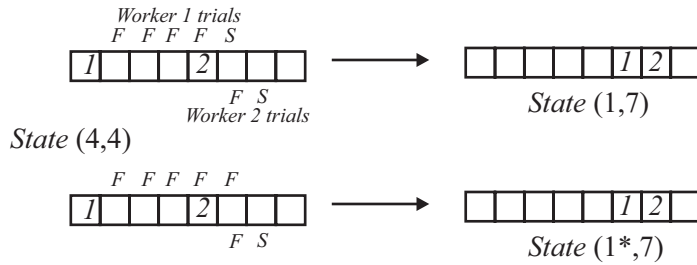 Worker 1 trials
F F F F S
1 2
1 2
F S
Worker 2 trials
State (1,7)
State (4,4)
F F F F F
1 2
1 2
F S
State (1*,7)